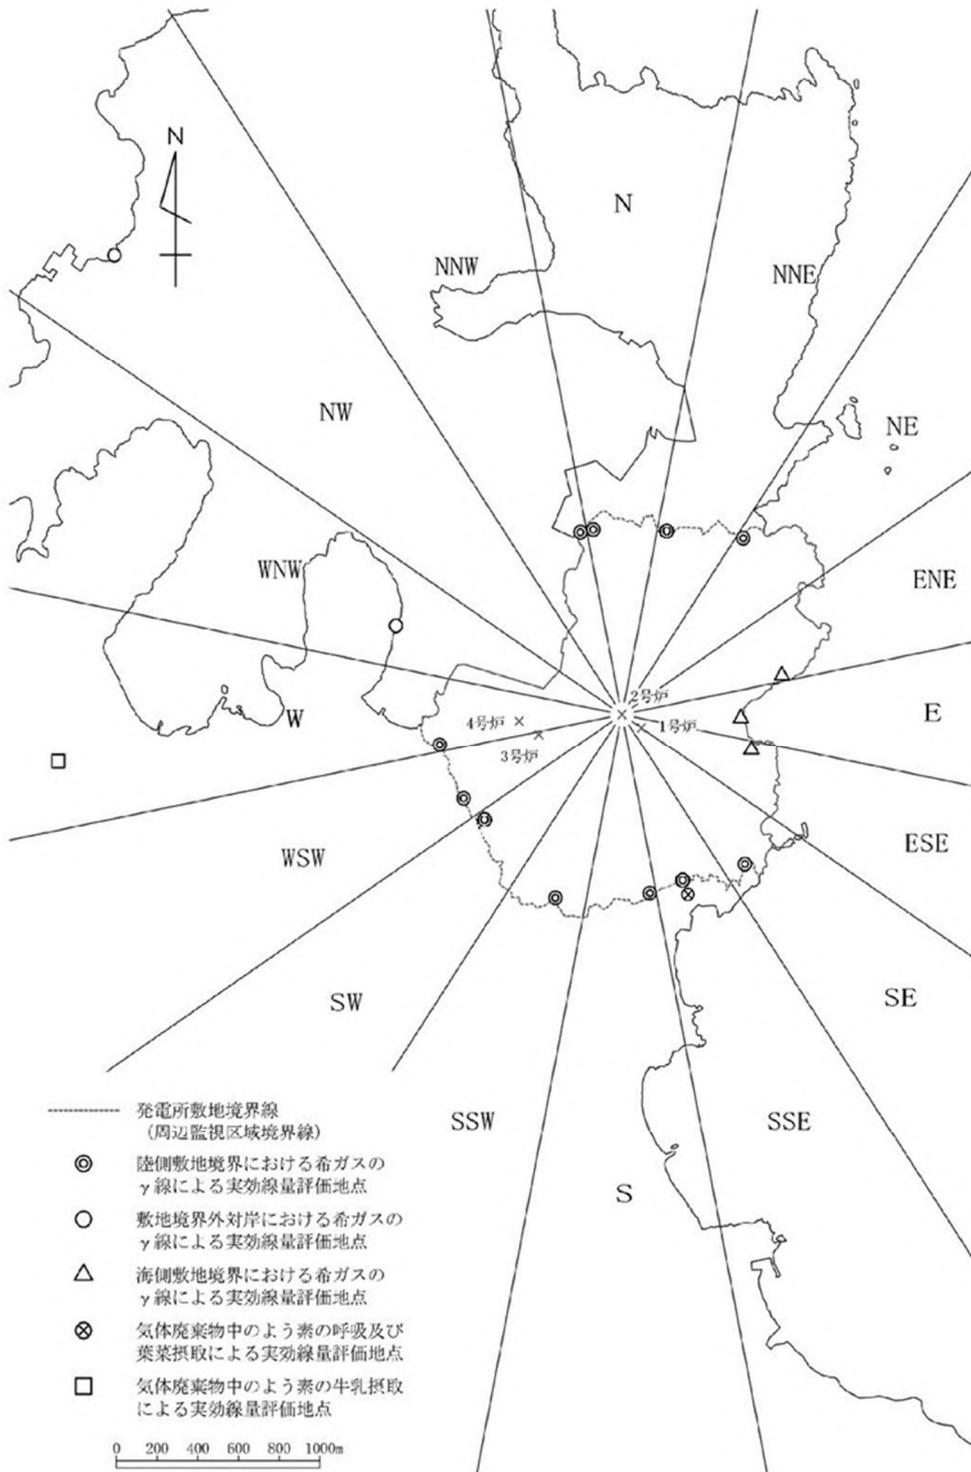 N
N
NNW
NNE
NW
NE
WNW
ENE
2号炉
W
4号炉
1号炉
E
3号炉
WSW
ESE
SW
SE
発電所敷地境界線
(周辺監視区域境界線)
SSW
SSE
陸側敷地境界における希ガスの
γ線による実効線量評価地点
S
敷地境界外対岸における希ガスの
γ線による実効線量評価地点
海側敷地境界における希ガスの
γ線による実効線量評価地点
気体廃棄物中のよう素の呼吸及び
葉菜摂取による実効線量評価地点
気体廃棄物中のよう素の牛乳摂取
による実効線量評価地点
0 200 400 600 800 1000m